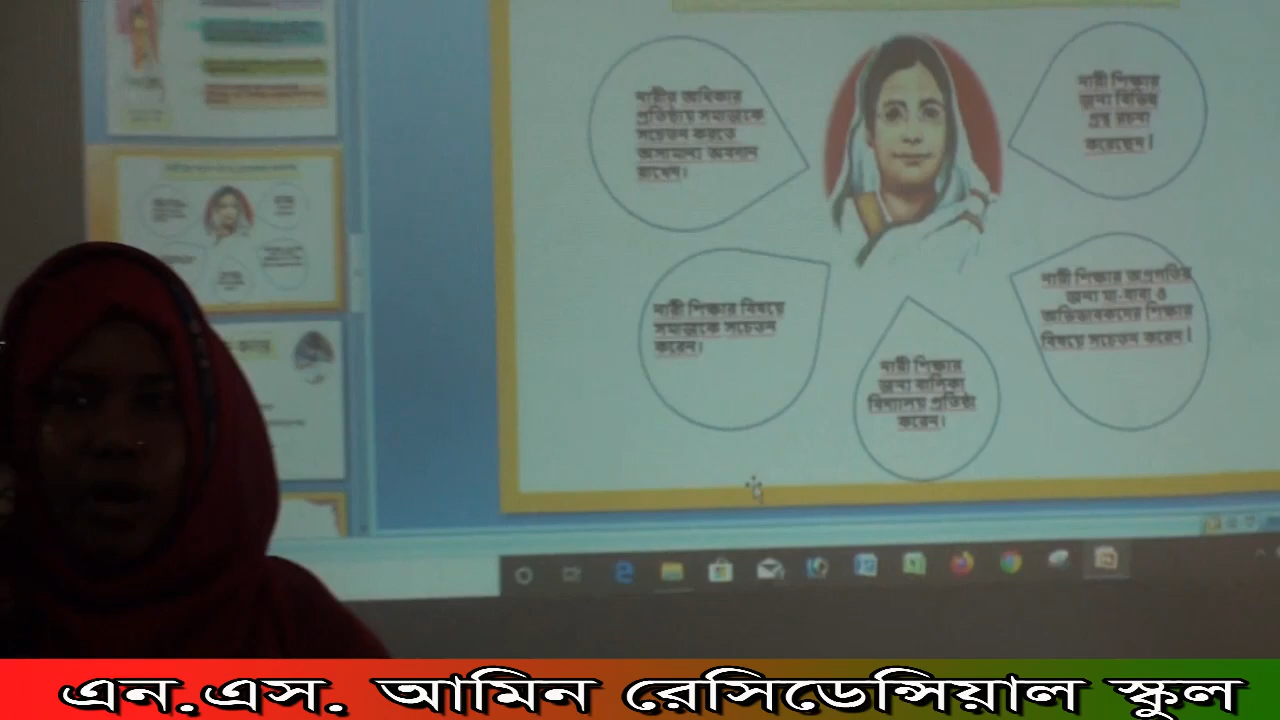 নারীর অধিকার
প্রতিষ্ঠায় সমাজকে
সচেতন করতে
অসামান্য অবদান
রাখেন।
নারী শিক্ষার
জন্য বিভিন্ন
গ্রন্থ রচনা
করেছেন।
নারী শিক্ষার বিষয়ে
সমাজকে সচেতন
করেন।
নারী শিক্ষার
জন্য বালিকা
বিদ্যালয় প্রতিষ্ঠা
করেন।
নারী শিক্ষার অগ্রগতির
জন্য মা-বাবা ও
অভিভাবকদের শিক্ষার
বিষয়ে সচেতন করেন।
এন.এস. আমিন রেসিডেন্সিয়াল স্কুল